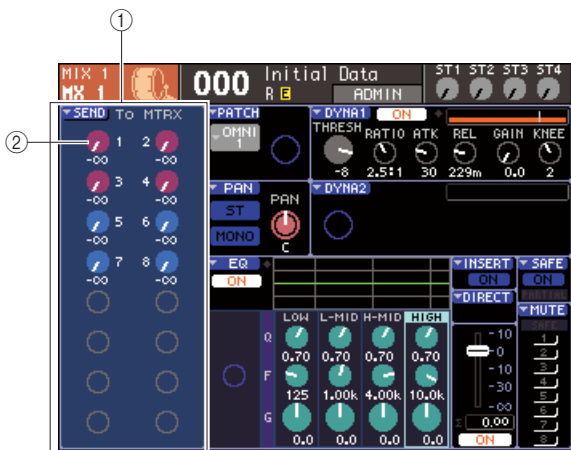 ①
②
MIX 1
MX 1
000
Initial Data
R E
ADMIN
ST1 ST2 ST3 ST4
SEND To MTRX
1 2
-∞ -∞
3 4
-∞ -∞
5 6
-∞ -∞
7 8
-∞ -∞
PATCH
OMNI
1
DYNA1 ON
THRESH RATIO ATK REL GAIN KNEE
-8 2.5:1 30 229m 0.0 2
PAN
ST
MONO
PAN
C
DYNA2
EQ
ON
LOW L-MID H-MID HIGH
Q
0.70 0.70 0.70 0.70
F
125 1.00k 4.00k 10.0k
G
0.0 0.0 0.0 0.0
INSERT
ON
DIRECT
10
0
10
30
-∞
Σ 0.00
ON
SAFE
ON
PARTIAL
MUTE
SAFE
1
2
3
4
5
6
7
8